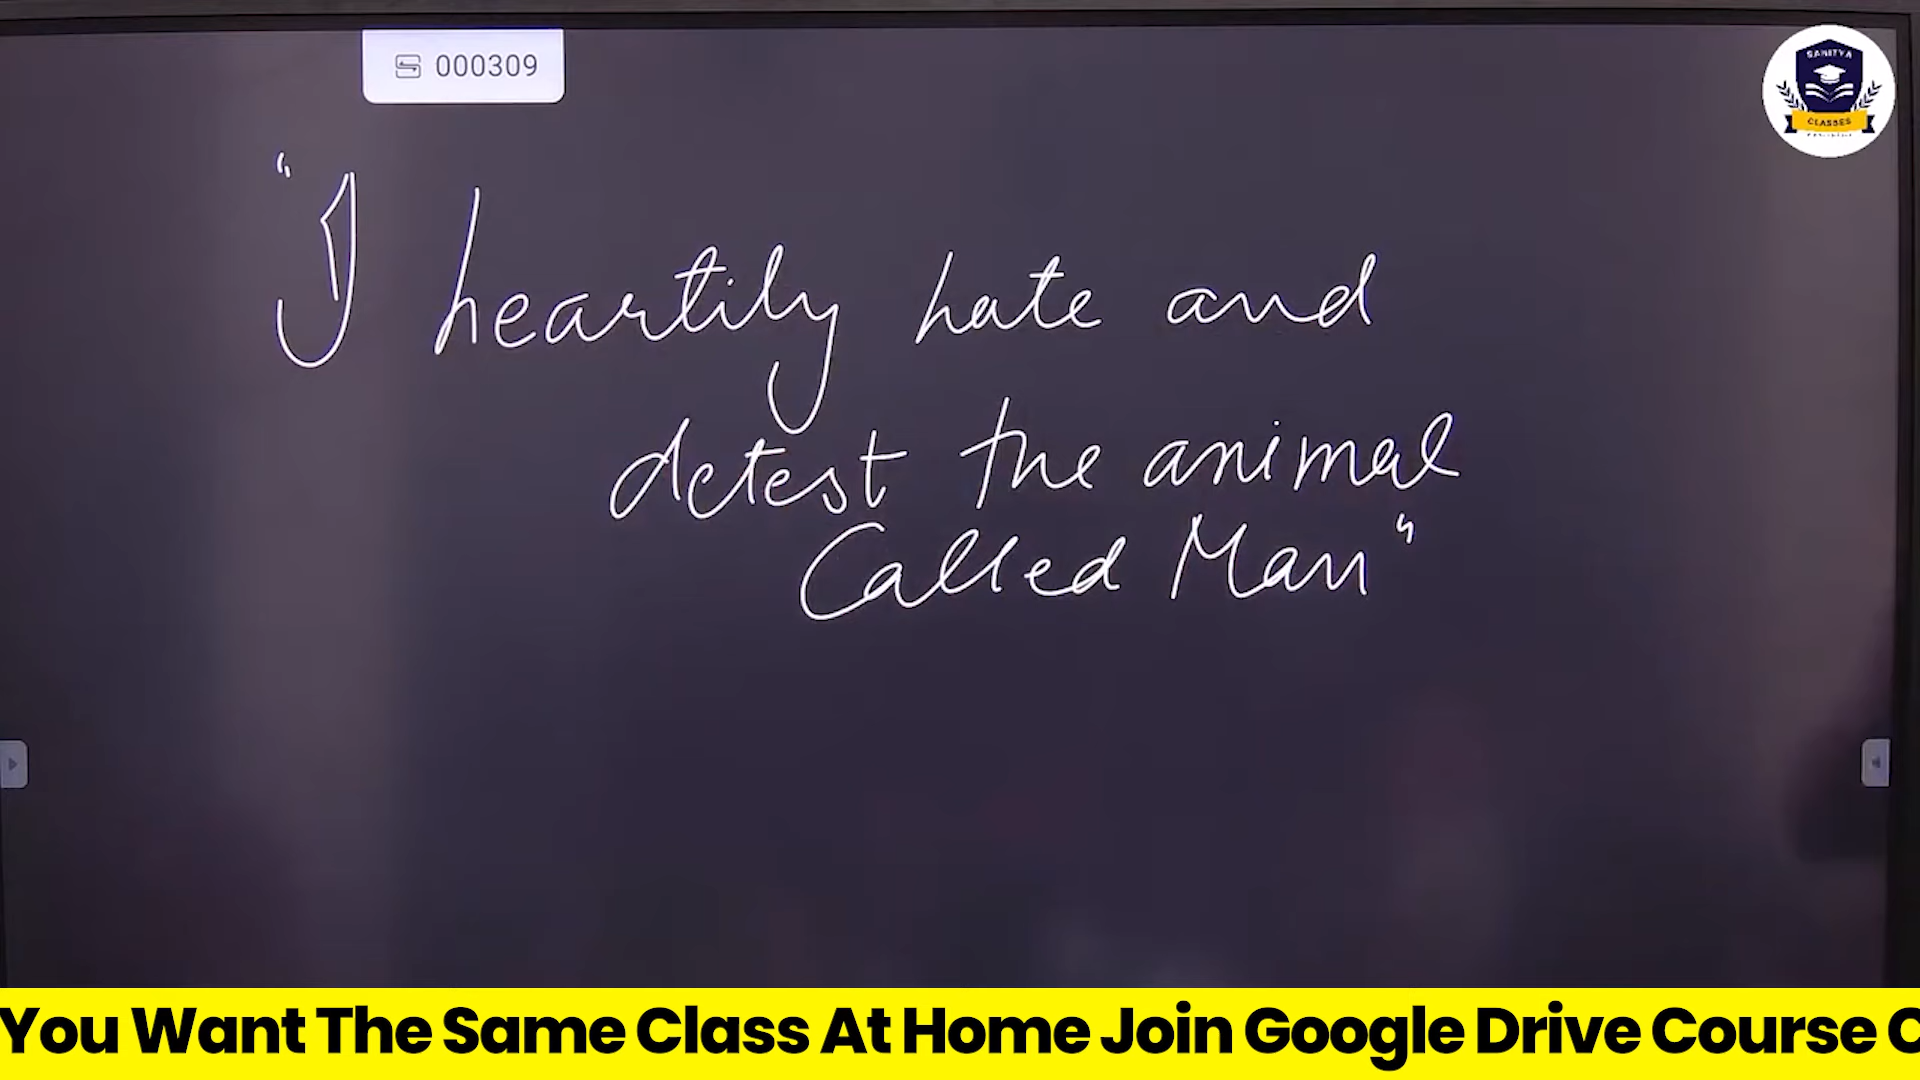 000309
SAHITYA
CLASSES
"I heartily hate and
detest the animal
Called Man"
You Want The Same Class At Home Join Google Drive Course C